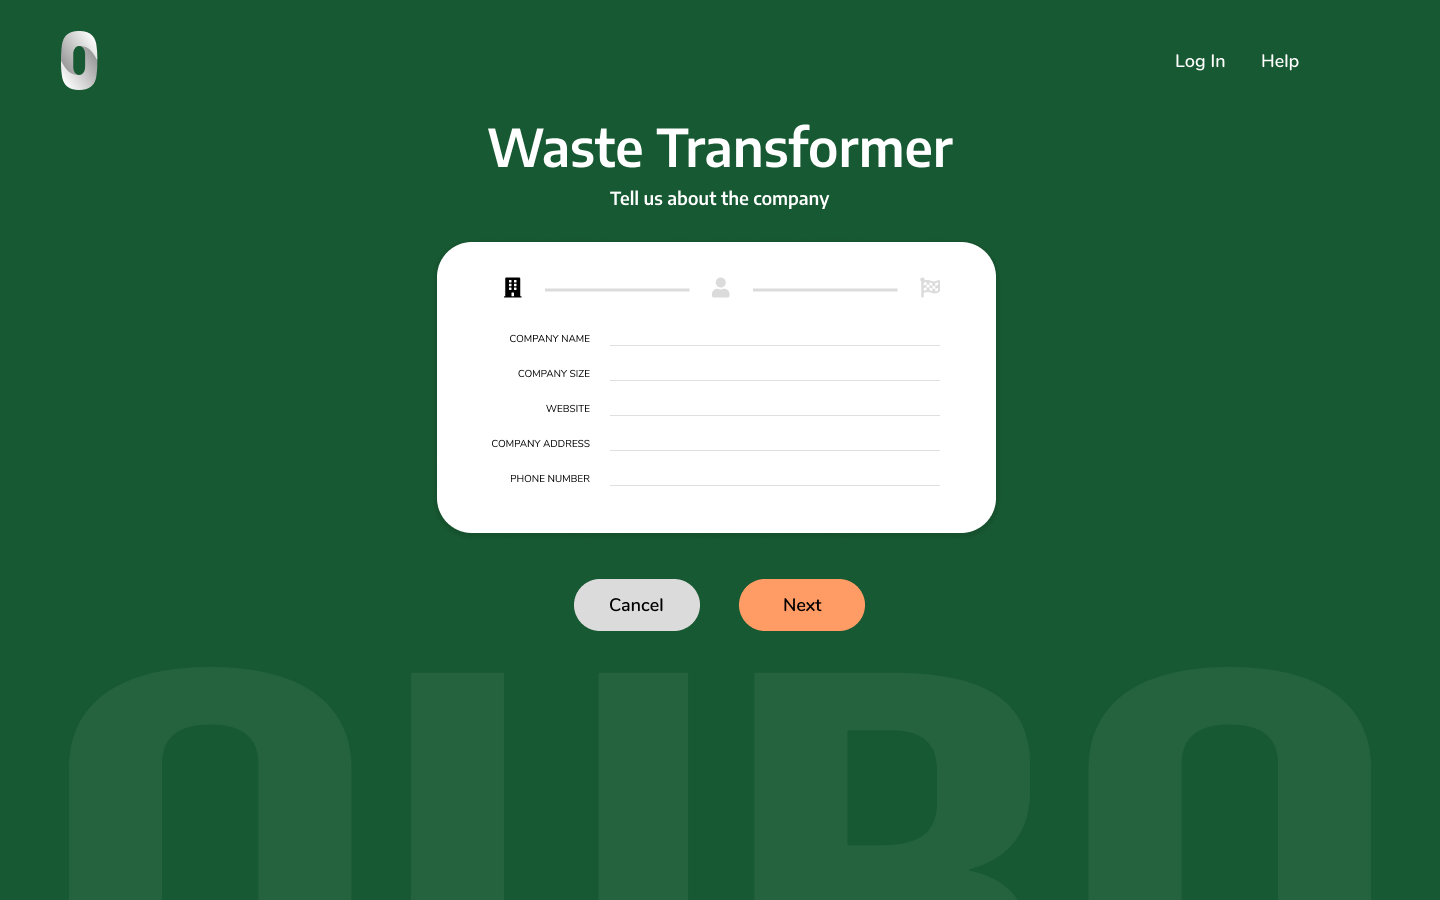 0
Log In Help
Waste Transformer
Tell us about the company
COMPANY NAME
COMPANY SIZE
WEBSITE
COMPANY ADDRESS
PHONE NUMBER
Cancel Next
OURO